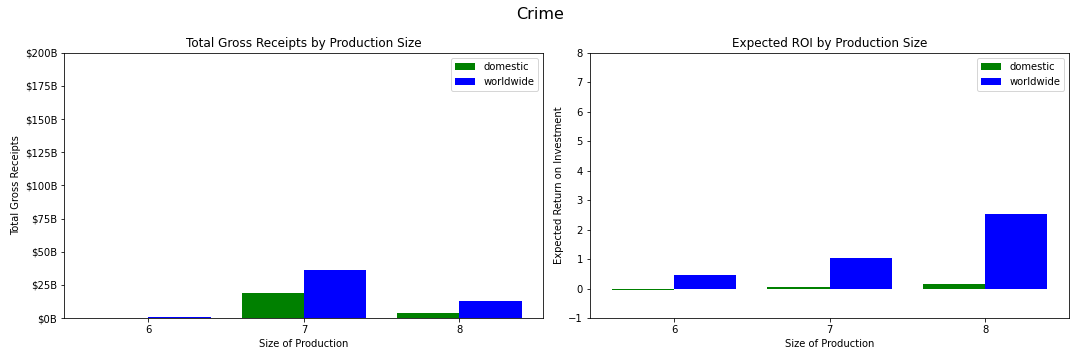 Crime
Total Gross Receipts by Production Size
$200B
$175B
$150B
$125B
$100B
$75B
$50B
$25B
$0B
Total Gross Receipts
domestic
worldwide
6
7
8
Size of Production
Expected ROI by Production Size
8
7
6
5
4
3
2
1
0
−1
Expected Return on Investment
domestic
worldwide
6
7
8
Size of Production